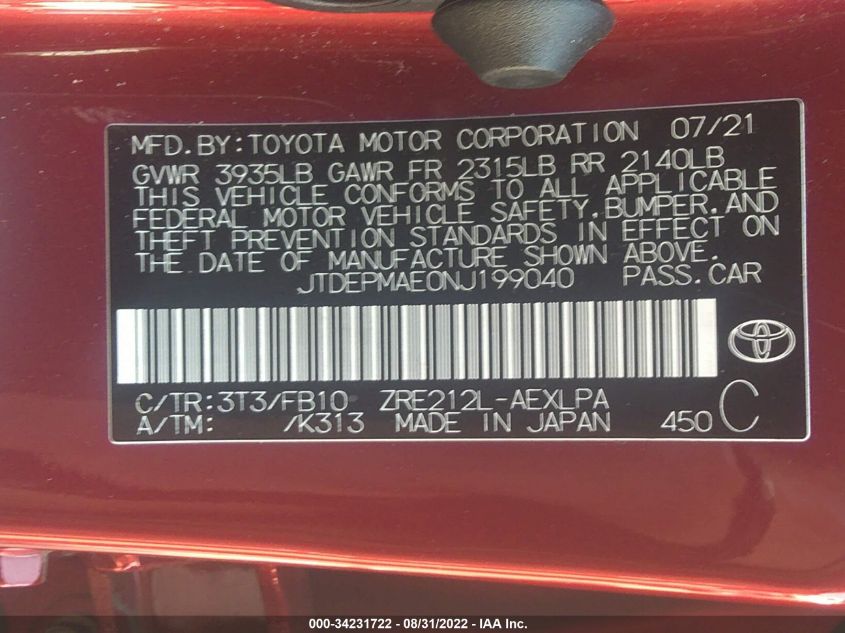 MFD.BY:TOYOTA MOTOR CORPORATION 07/21
GVWR 3935LB GAWR FR 2315LB RR 2140LB
THIS VEHICLE CONFORMS TO ALL APPLICABLE
FEDERAL MOTOR VEHICLE SAFETY,BUMPER,AND
THEFT PREVENTION STANDARDS IN EFFECT ON
THE DATE OF MANUFACTURE SHOWN ABOVE.
JTDEPMAE0NJ199040 PASS.CAR
C/TR:3T3/FB10 ZRE212L-AEXLPA
A/TM: /K313 MADE IN JAPAN 450 C
000-34231722 - 08/31/2022 - IAA Inc.